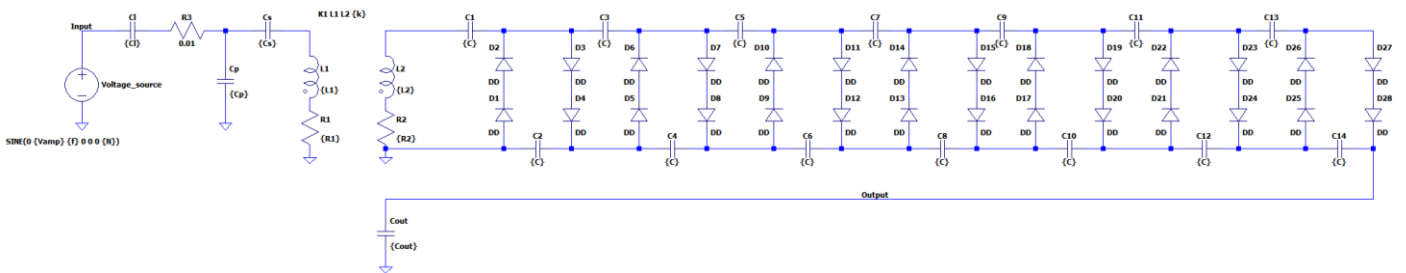 K1 L1 L2 {k}
Cl
Cs
C1
C3
C5
C7
C9
C11
C13
Input
R3
{Cl}
0.01
{Cs}
{C}
{C}
{C}
{C}
{C}
{C}
{C}
D2
D3
D6
D7
D10
D11
D14
D15
D18
D19
D22
D23
D26
D27
Cp
L1
L2
Voltage_source
{Cp}
{L1}
{L2}
DD
DD
DD
DD
DD
DD
DD
DD
DD
DD
DD
DD
DD
DD
D1
D4
D5
D8
D9
D12
D13
D16
D17
D20
D21
D24
D25
D28
R1
R2
DD
DD
DD
DD
DD
DD
DD
DD
DD
DD
DD
DD
DD
DD
{R1}
{R2}
C2
C4
C6
C8
C10
C12
C14
SINE(0 {Vamp} {f} 0 0 0 {N})
{C}
{C}
{C}
{C}
{C}
{C}
{C}
Output
Cout
{Cout}